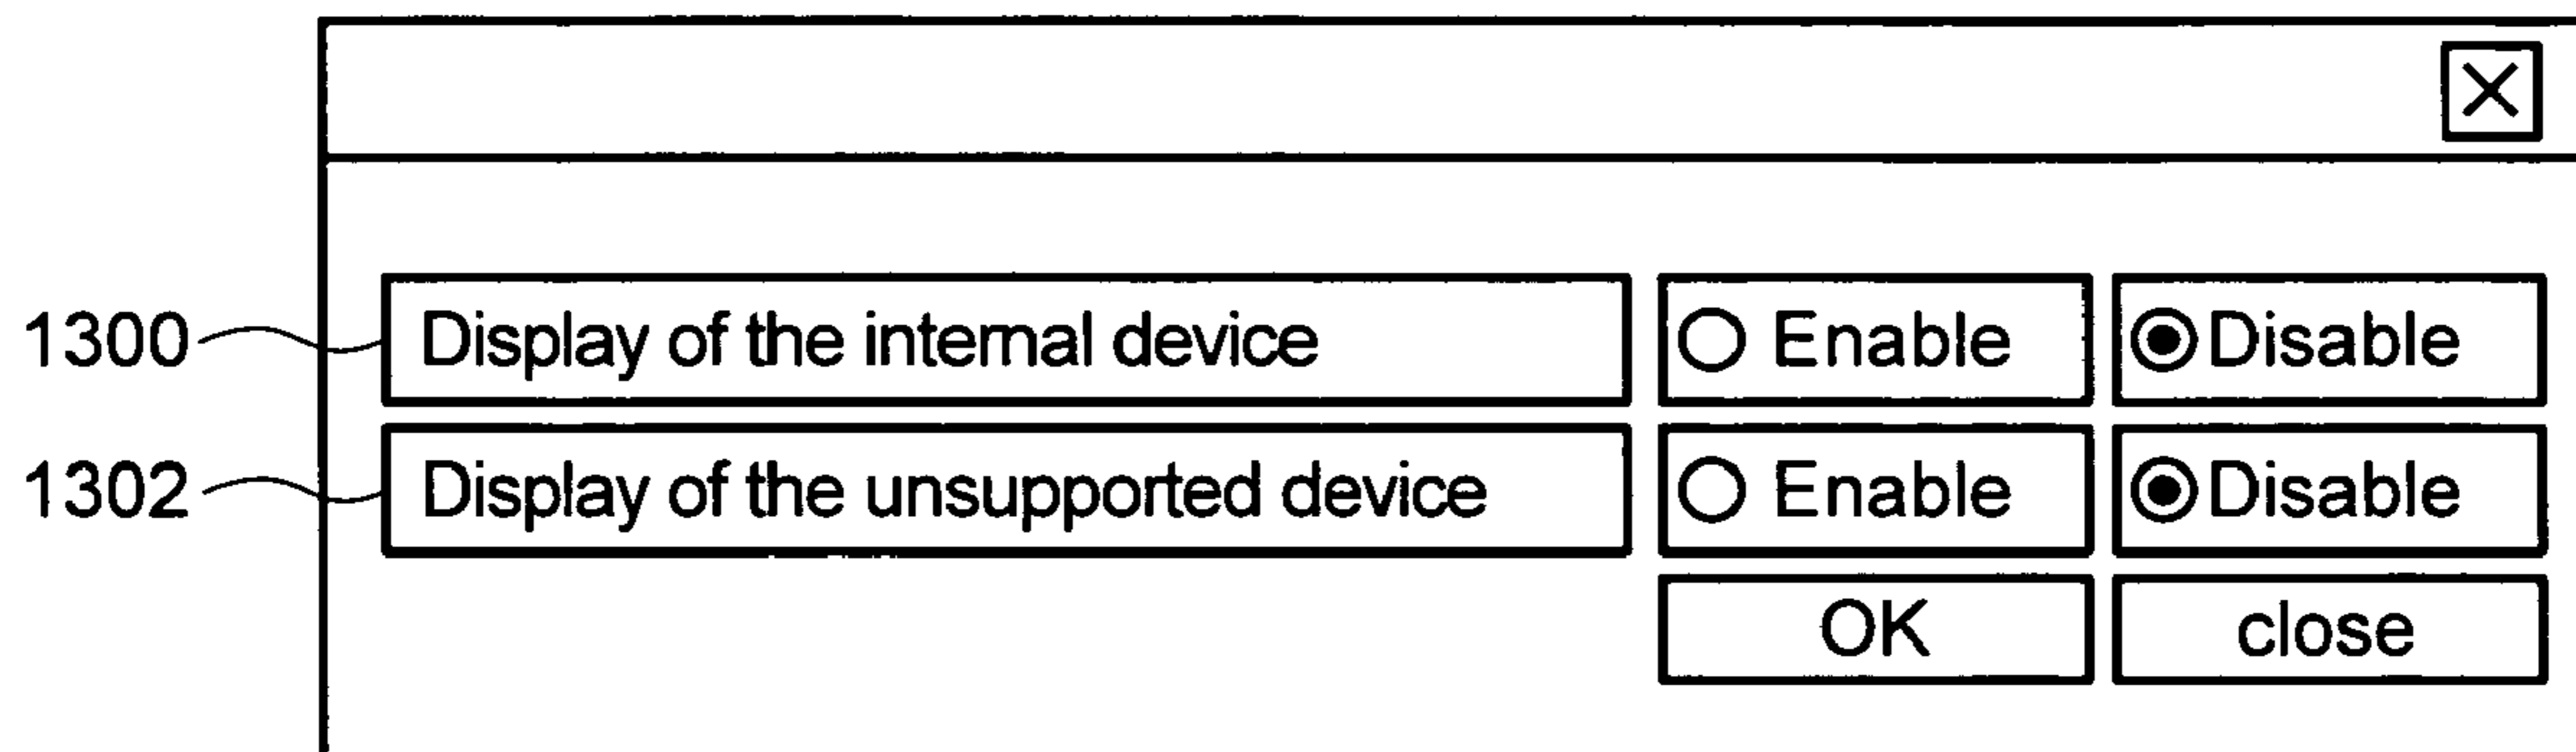 1300 Display of the internal device Enable Disable
1302 Display of the unsupported device Enable Disable
OK close